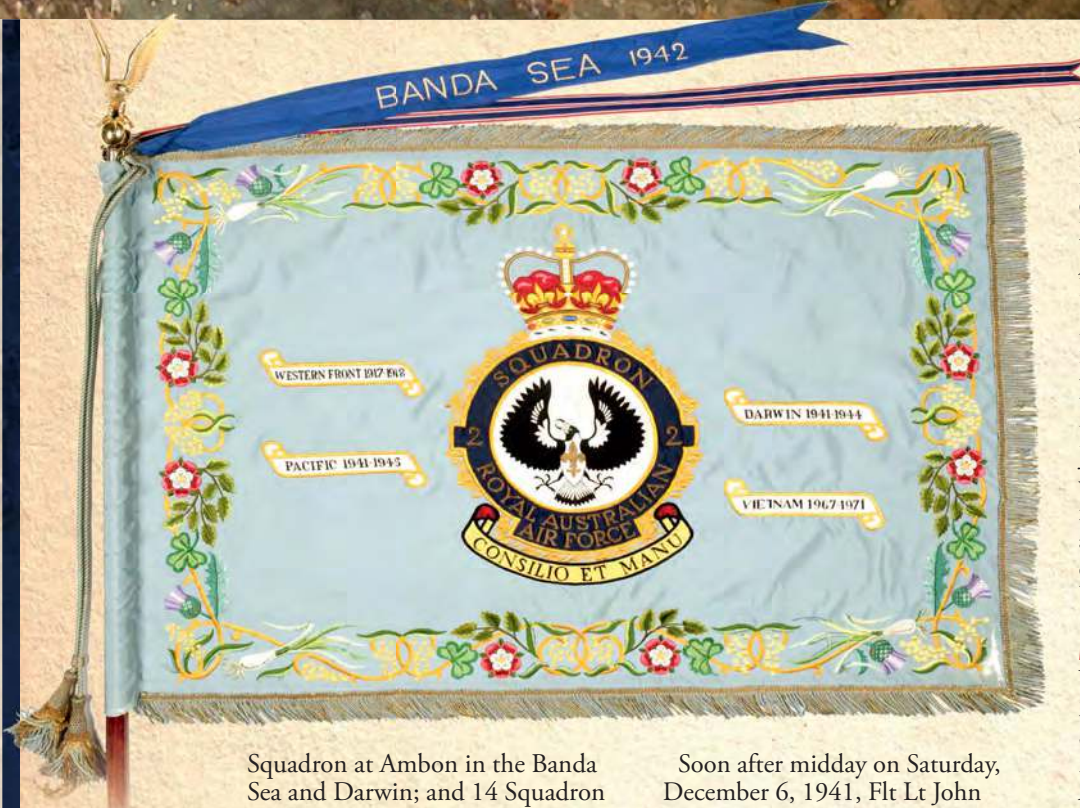 BANDA SEA 1942
WESTERN FRONT 1917-1918
PACIFIC 1941-1945
SQUADRON
2 2
ROYAL AUSTRALIAN
AIR FORCE
CONSILIO ET MANU
DARWIN 1941-1944
VIETNAM 1967-1971
Squadron at Ambon in the Banda
Sea and Darwin; and 14 Squadron
Soon after midday on Saturday,
December 6, 1941, Flt Lt John